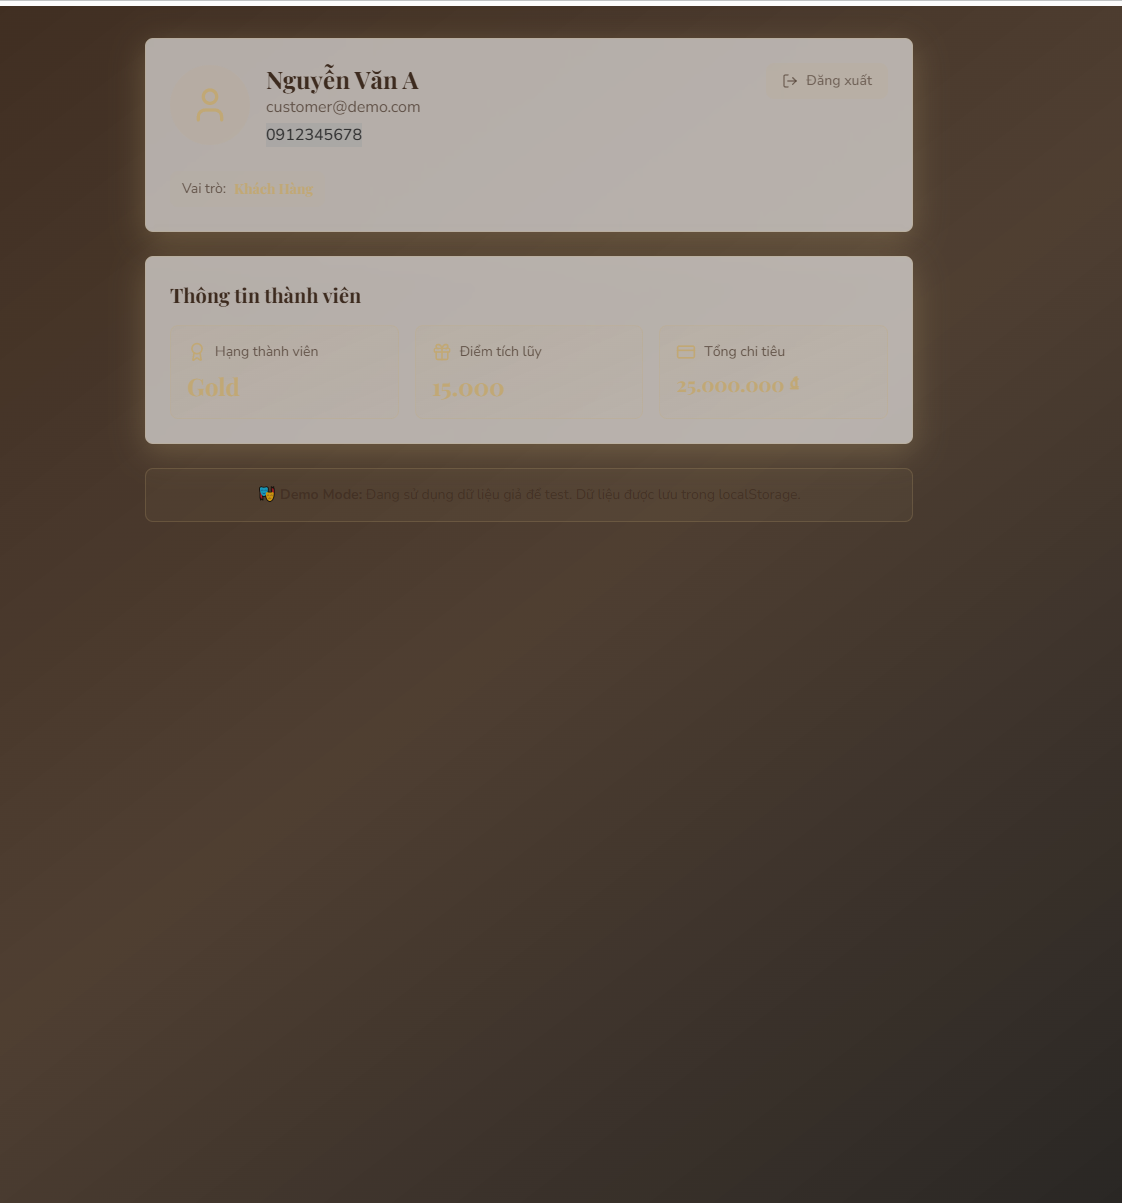 Nguyễn Văn A
Đăng xuất
customer@demo.com
0912345678
Vai trò: Khách Hàng
Thông tin thành viên
Hạng thành viên
Gold
Điểm tích lũy
15.000
Tổng chi tiêu
25.000.000 ₫
Demo Mode: Đang sử dụng dữ liệu giả để test. Dữ liệu được lưu trong localStorage.